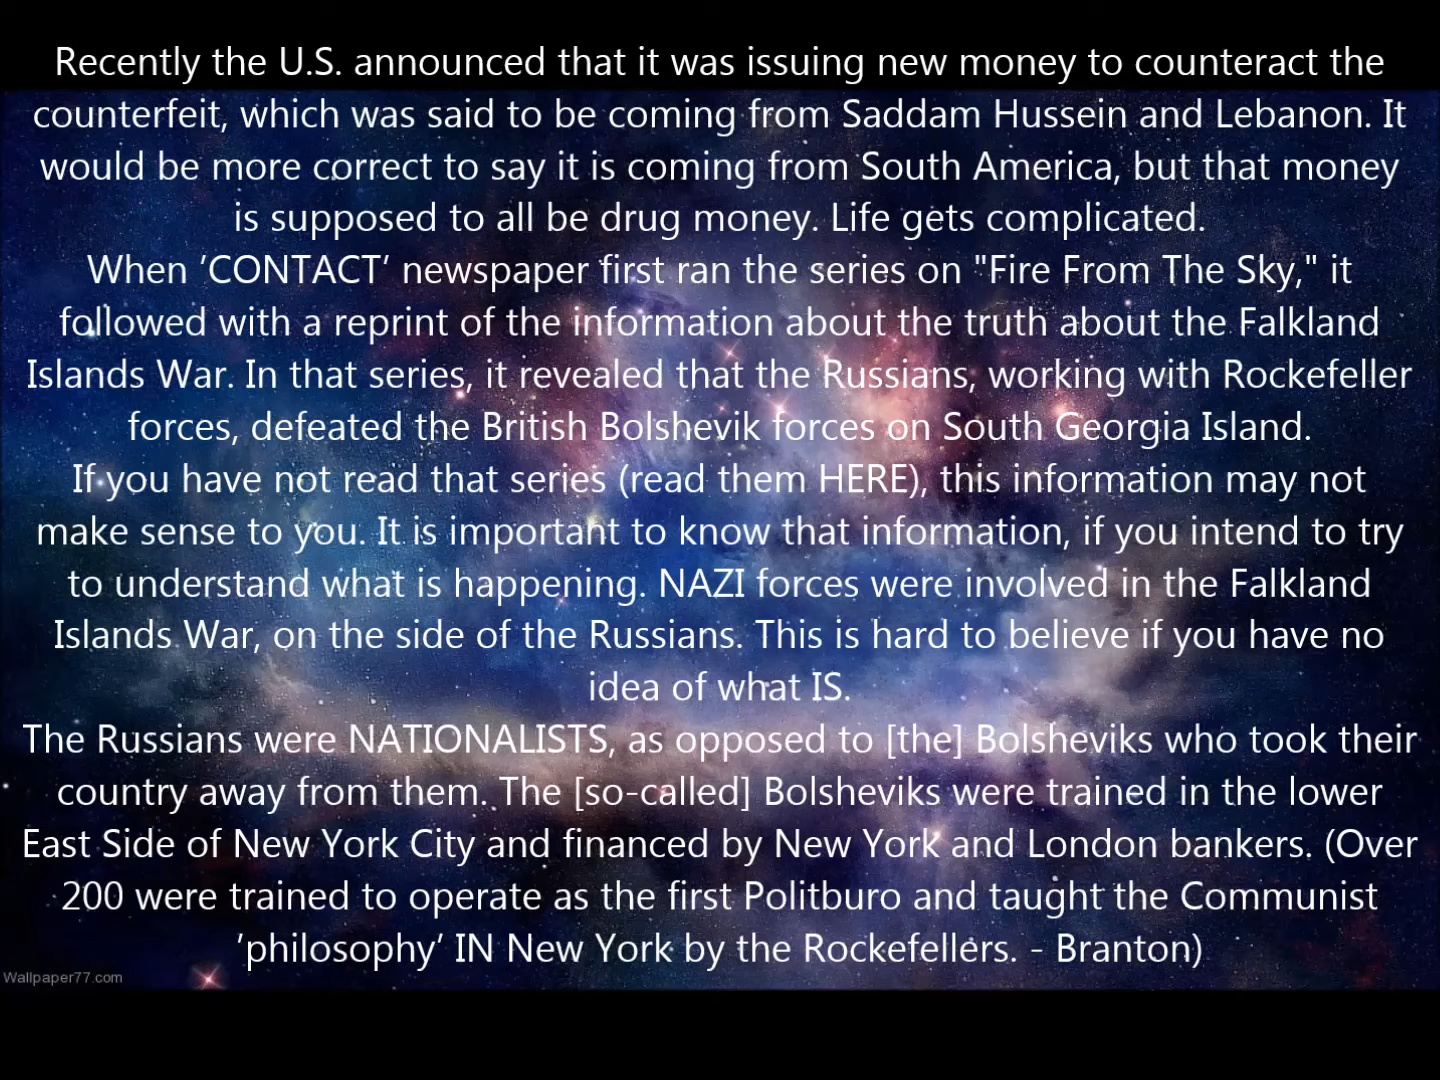 Recently the U.S. announced that it was issuing new money to counteract the
counterfeit, which was said to be coming from Saddam Hussein and Lebanon. It
would be more correct to say it is coming from South America, but that money
is supposed to all be drug money. Life gets complicated.
When ‘CONTACT’ newspaper first ran the series on "Fire From The Sky," it
followed with a reprint of the information about the truth about the Falkland
Islands War. In that series, it revealed that the Russians, working with Rockefeller
forces, defeated the British Bolshevik forces on South Georgia Island.
If you have not read that series (read them HERE), this information may not
make sense to you. It is important to know that information, if you intend to try
to understand what is happening. NAZI forces were involved in the Falkland
Islands War, on the side of the Russians. This is hard to believe if you have no
idea of what IS.
The Russians were NATIONALISTS, as opposed to [the] Bolsheviks who took their
country away from them. The [so-called] Bolsheviks were trained in the lower
East Side of New York City and financed by New York and London bankers. (Over
200 were trained to operate as the first Politburo and taught the Communist
‘philosophy’ IN New York by the Rockefellers. - Branton)
Wallpaper77.com